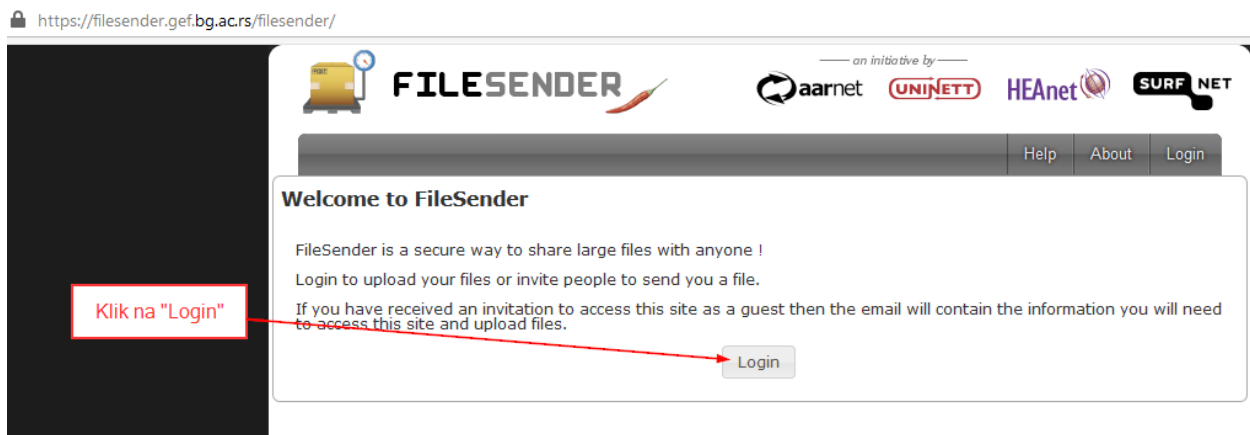 https://filesender.gef.bg.ac.rs/filesender/
FILESENDER
an initiative by
aarnet UNINETT HEAnet SURF NET
Help About Login
Welcome to FileSender
FileSender is a secure way to share large files with anyone !
Login to upload your files or invite people to send you a file.
If you have received an invitation to access this site as a guest then the email will contain the information you will need
to access this site and upload files.
Klik na "Login"
Login